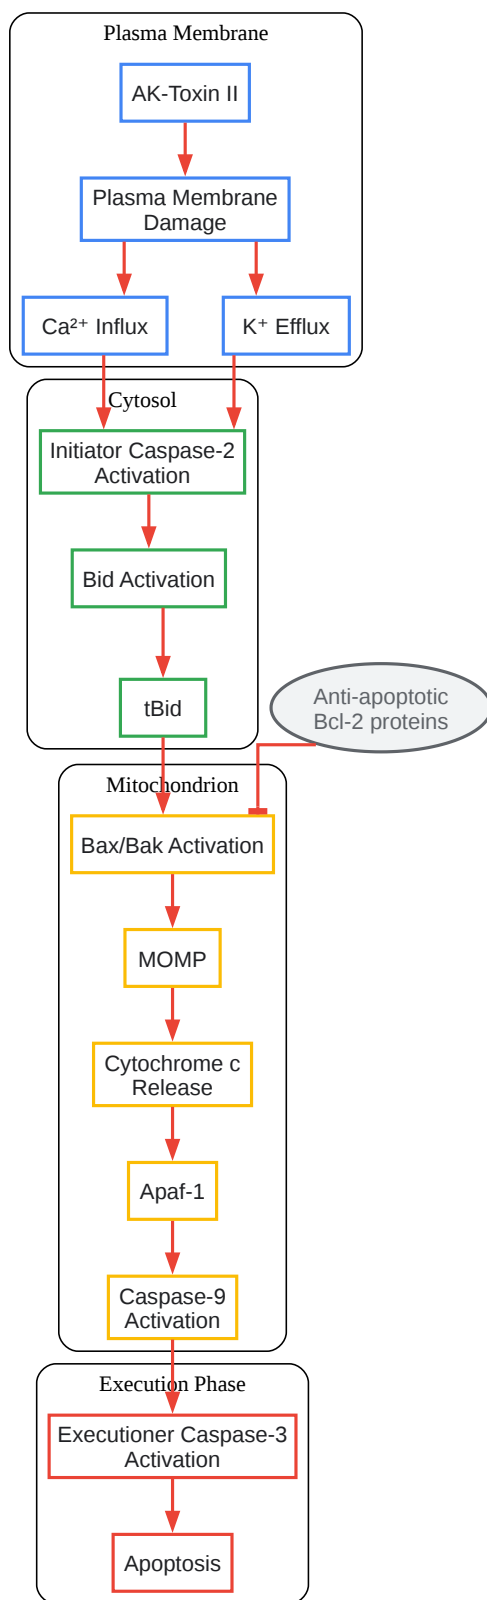 Plasma Membrane
AK-Toxin II
Plasma Membrane
Damage
Ca²⁺ Influx
K⁺ Efflux
Cytosol
Initiator Caspase-2
Activation
Bid Activation
tBid
Anti-apoptotic
Bcl-2 proteins
Mitochondrion
Bax/Bak Activation
MOMP
Cytochrome c
Release
Apaf-1
Caspase-9
Activation
Execution Phase
Executioner Caspase-3
Activation
Apoptosis